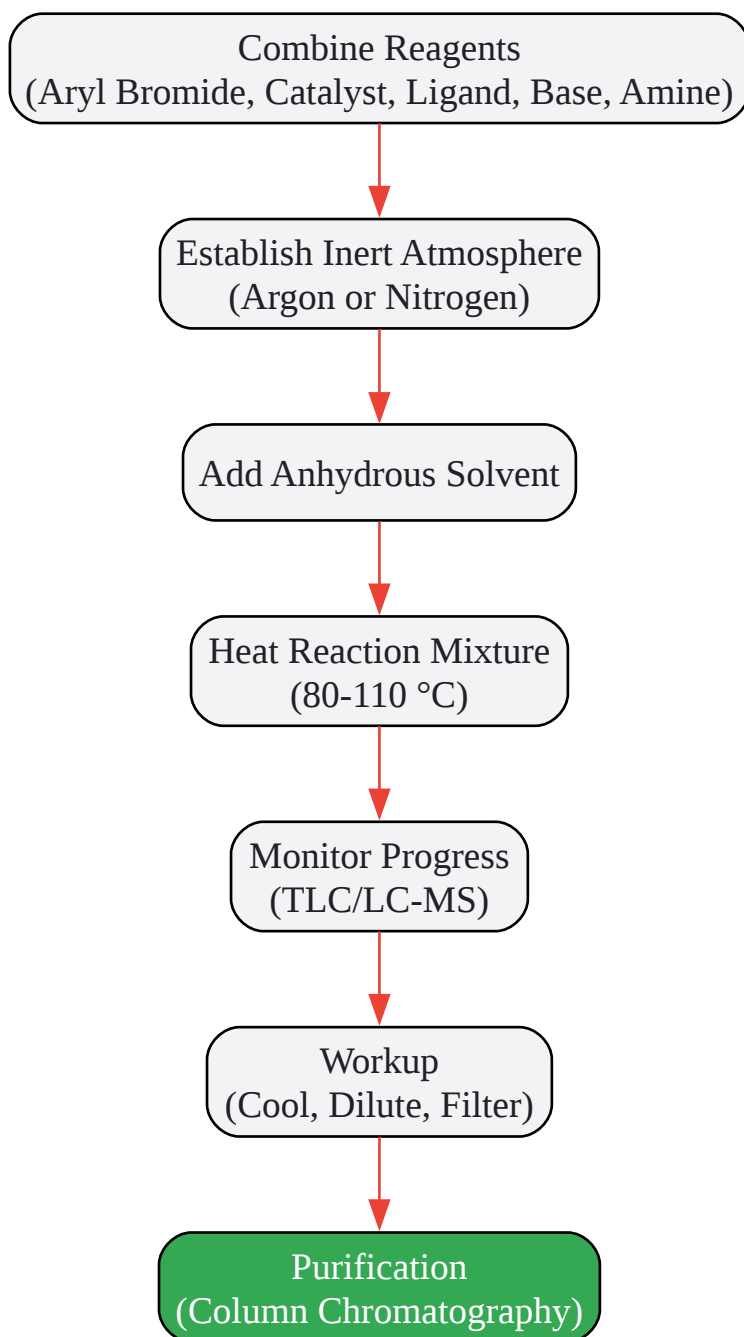 Combine Reagents
(Aryl Bromide, Catalyst, Ligand, Base, Amine)
Establish Inert Atmosphere
(Argon or Nitrogen)
Add Anhydrous Solvent
Heat Reaction Mixture
(80-110 °C)
Monitor Progress
(TLC/LC-MS)
Workup
(Cool, Dilute, Filter)
Purification
(Column Chromatography)